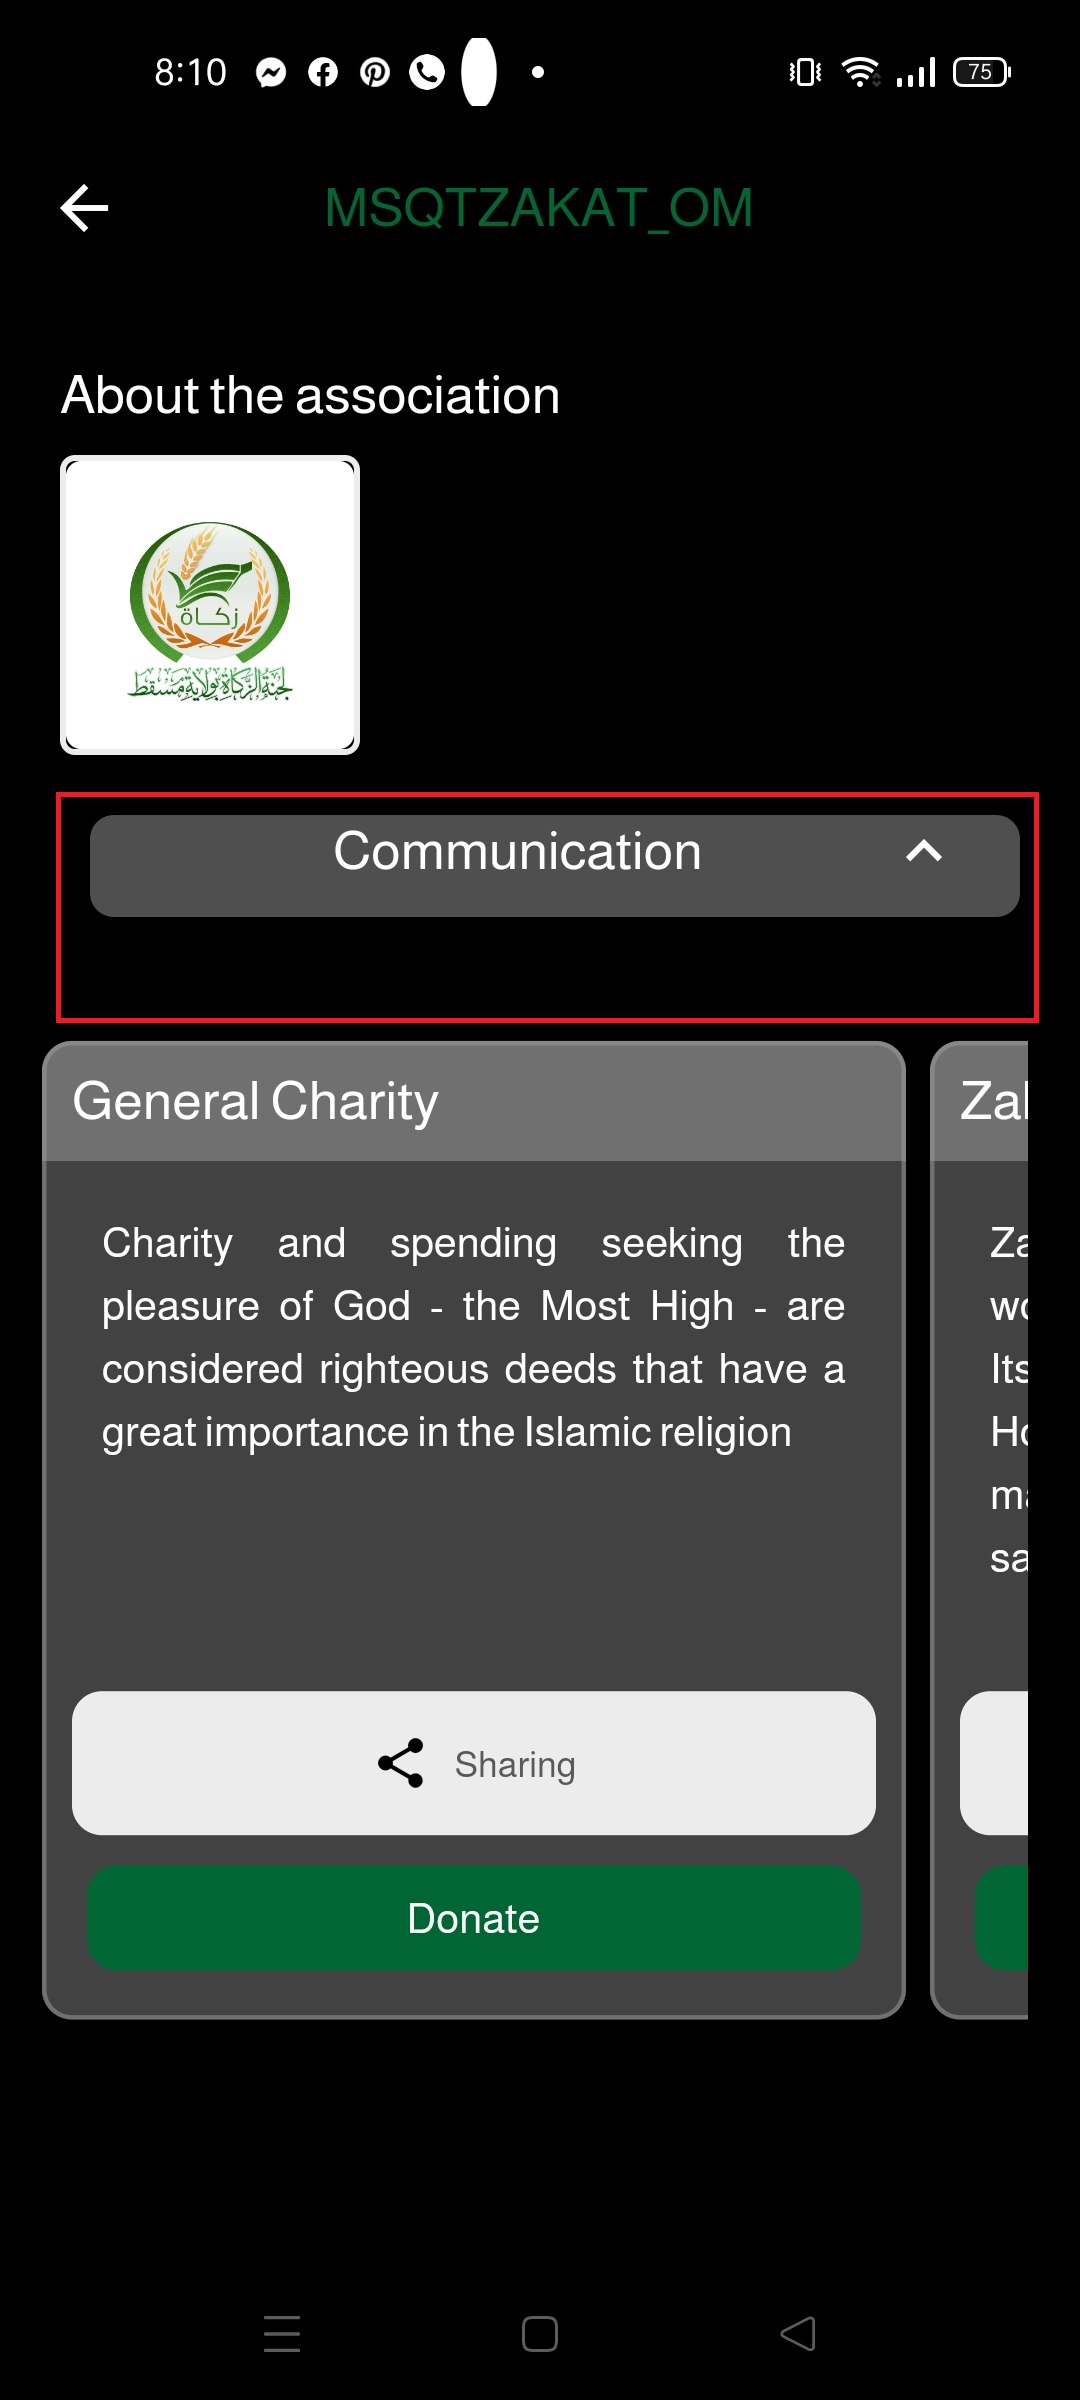 8:10
75
MSQTZAKAT_OM
About the association
زكـاة
لجنة الزكاة بولاية مسقط
Communication
General Charity
Zal
Charity and spending seeking the
pleasure of God - the Most High - are
considered righteous deeds that have a
great importance in the Islamic religion
Za
wo
Its
Ho
ma
sa
Sharing
Donate